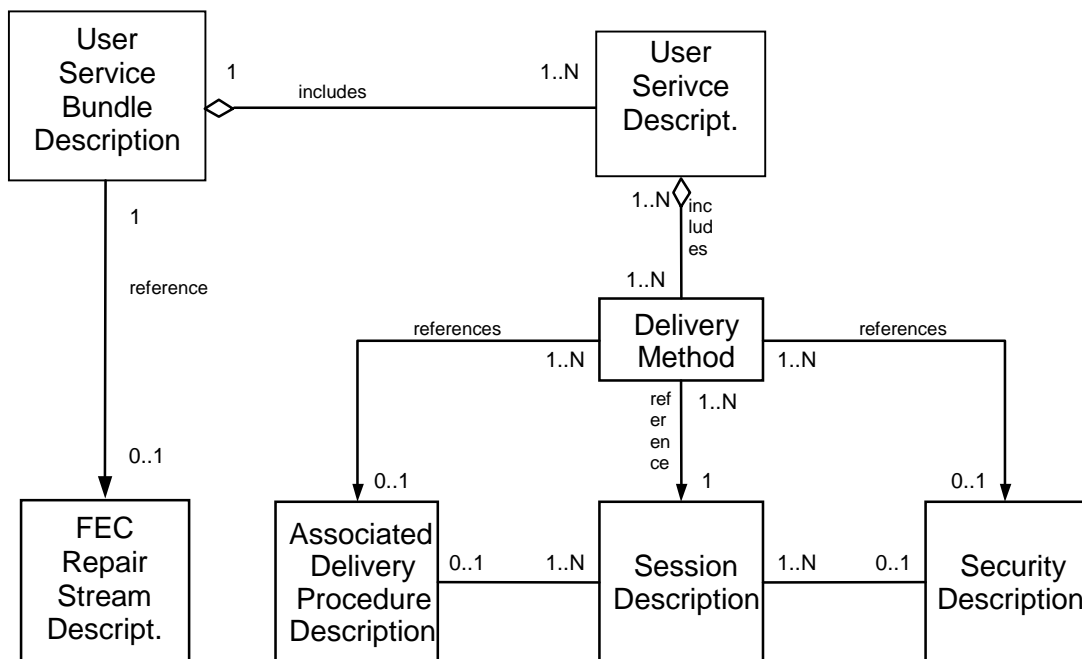 User
Service
Bundle
Description
1
includes
1..N
User
Serivce
Descript.
1
reference
0..1
1..N
inc
lud
es
1..N
Delivery
Method
references
1..N
references
1..N
ref
er
en
ce
1..N
0..1
1
0..1
FEC
Repair
Stream
Descript.
Associated
Delivery
Procedure
Description
0..1
1..N
Session
Description
1..N
0..1
Security
Description